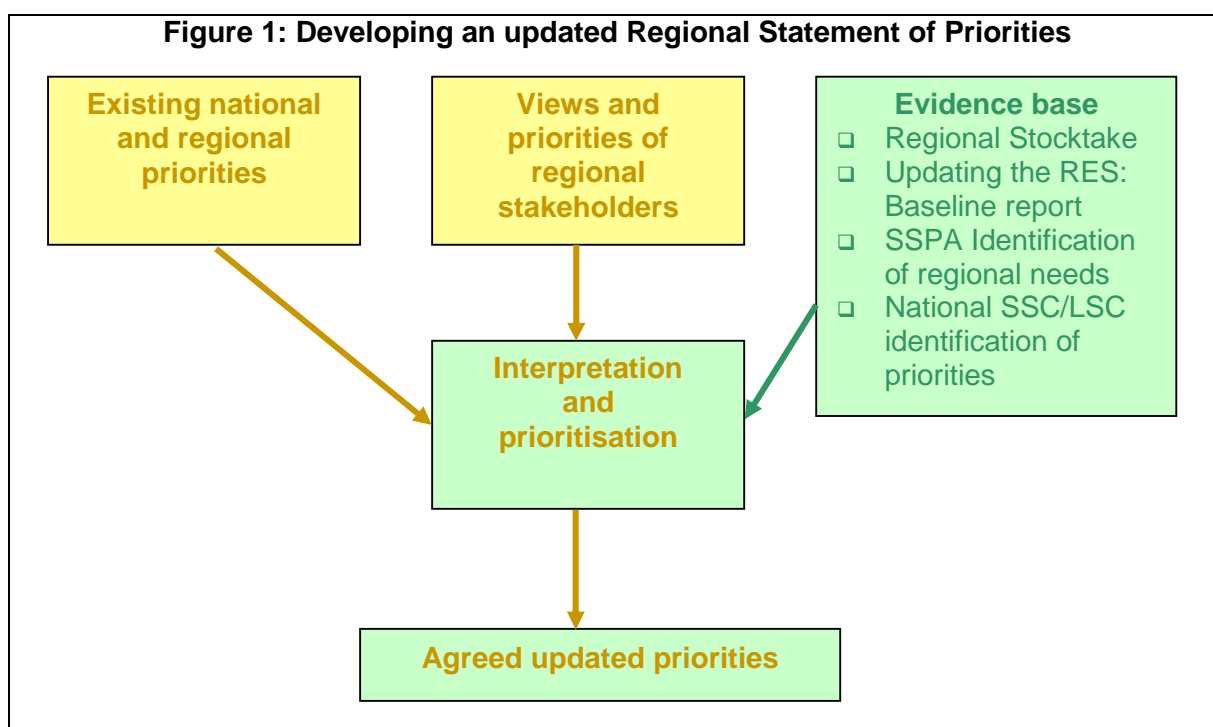 Figure 1: Developing an updated Regional Statement of Priorities
Existing national
and regional
priorities
Views and
priorities of
regional
stakeholders
Evidence base
❑ Regional Stocktake
❑ Updating the RES:
Baseline report
❑ SSPA Identification
of regional needs
❑ National SSC/LSC
identification of
priorities
Interpretation
and
prioritisation
Agreed updated priorities